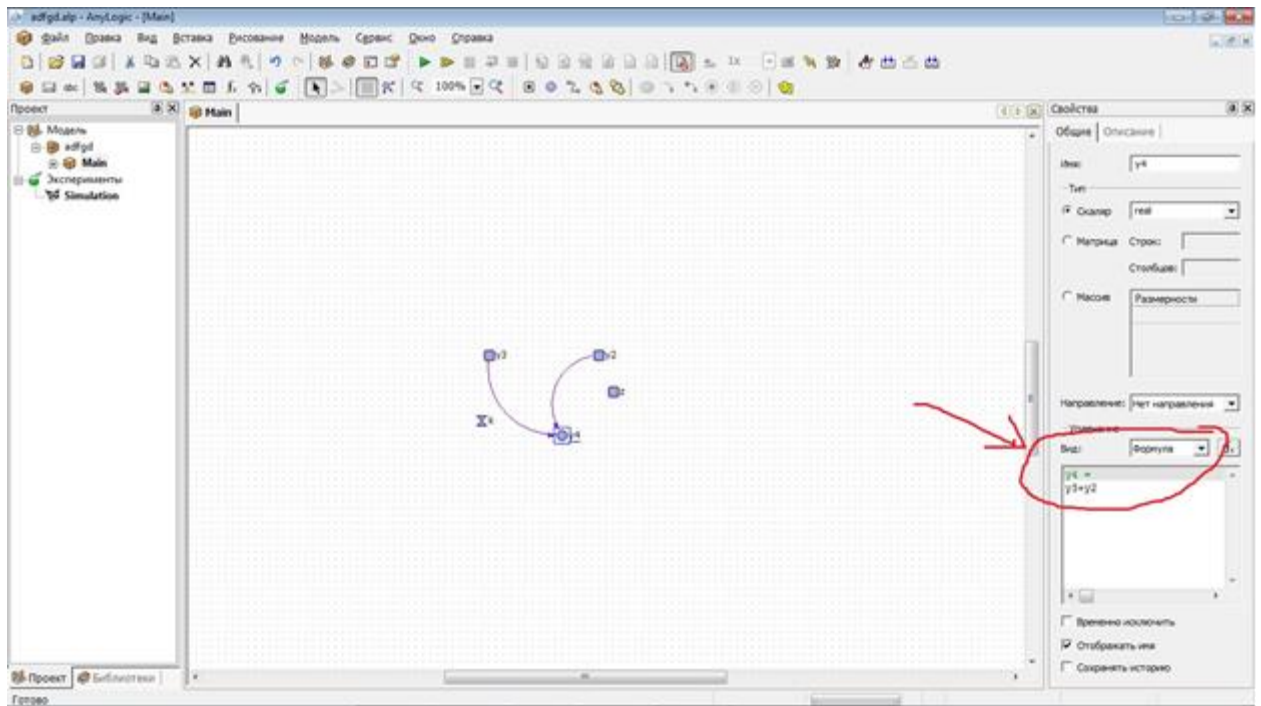 adfgd.alp - AnyLogic - [Main]
Файл Правка Вид Вставка Рисование Модель Сервис Окно Справка
1x
100%
Проект
Main
Свойства
Модель
adfgd
Main
Эксперименты
Simulation
Общие Описание
Имя: y4
Тип
Скаляр real
Матрица Строк:
Столбцов:
Массив Размерности
y3 y2
z
x
y4
Направление: Нет направления
Вид: Формула
y4 =
y3+y2
Временно исключить
Отображать имя
Сохранять историю
Проект Библиотеки
Готово